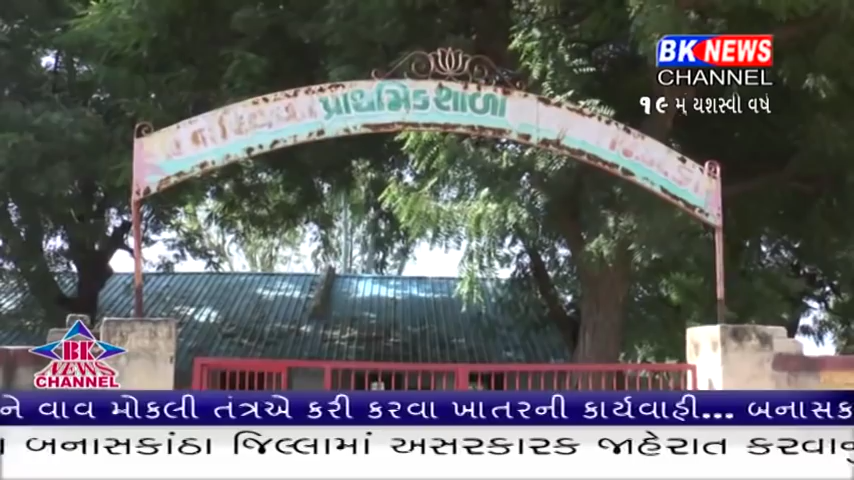 BK NEWS
CHANNEL
૧૯ મું યશસ્વી વર્ષ
પ્રાથમિક શાળા
BK
NEWS
CHANNEL
ને વાવ મોકલી તંત્રએ કરી કરવા ખાતરની કાર્યવાહી... બનાસક
બનાસકાંઠા જિલ્લામાં અસરકારક જાહેરાત કરવાનુ